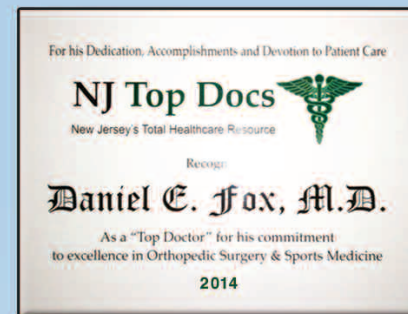 For his Dedication, Accomplishments and Devotion to Patient Care
NJ Top Docs
New Jersey's Total Healthcare Resource
Daniel E. Fox, M.D.
As a "Top Doctor" for his commitment
to excellence in Orthopedic Surgery & Sports Medicine
2014